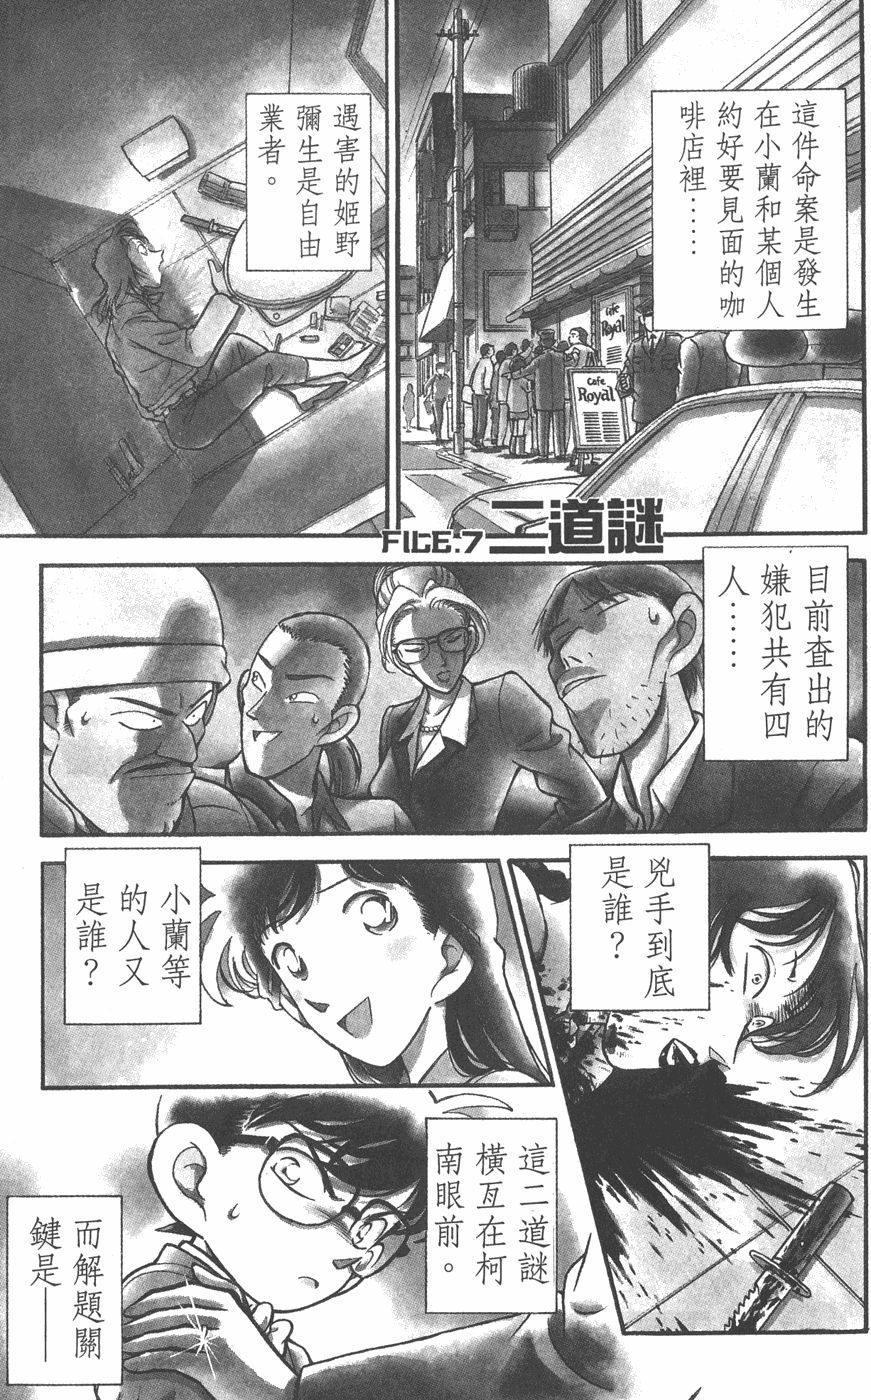 這件命案是發生
在小蘭和某個人
約好要見面的咖
啡店裡……
cafe
Royal
Cafe
Royal
遇害的姬野
彌生是自由
業者。
FILE.7 二道謎
目前查出的
嫌犯共有四
人……
兇手到底
是誰？
小蘭等
的人又
是誰？
這二道謎
橫亙在柯
南眼前。
而解題關
鍵是——